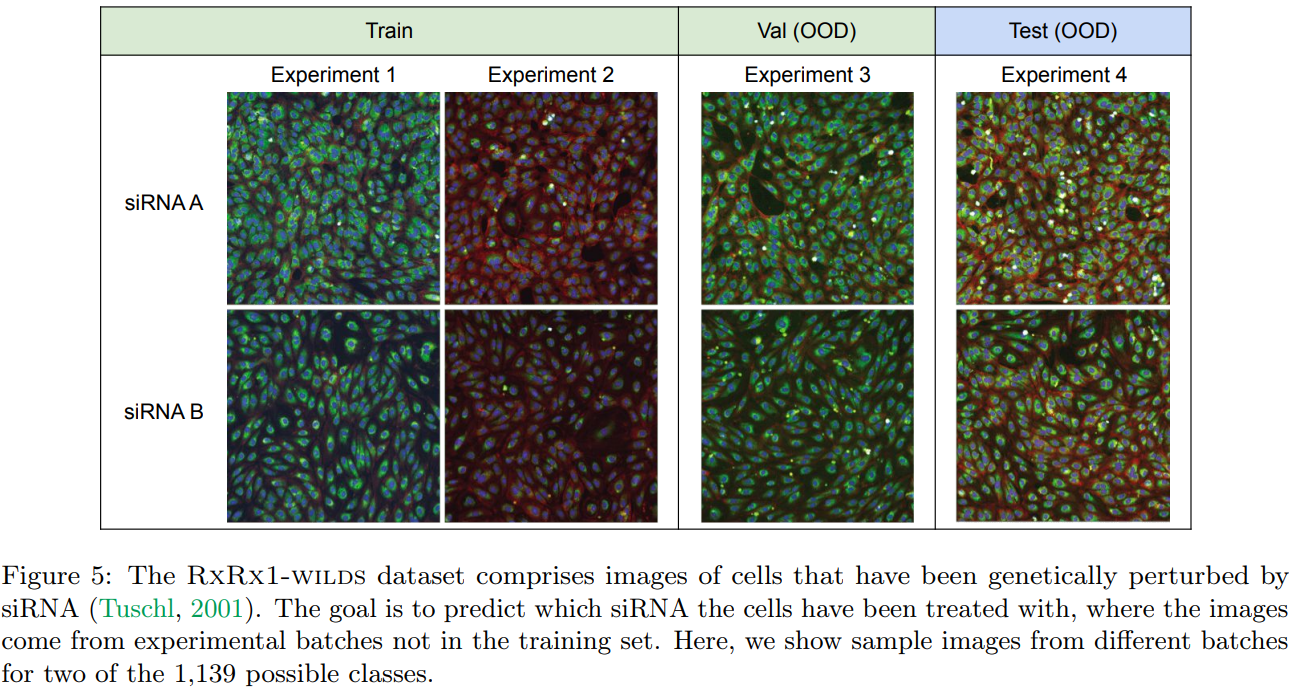 Train
Val (OOD)
Test (OOD)
Experiment 1
Experiment 2
Experiment 3
Experiment 4
siRNA A
siRNA B
Figure 5: The RxRx1-WILDS dataset comprises images of cells that have been genetically perturbed by
siRNA (Tuschl, 2001). The goal is to predict which siRNA the cells have been treated with, where the images
come from experimental batches not in the training set. Here, we show sample images from different batches
for two of the 1,139 possible classes.